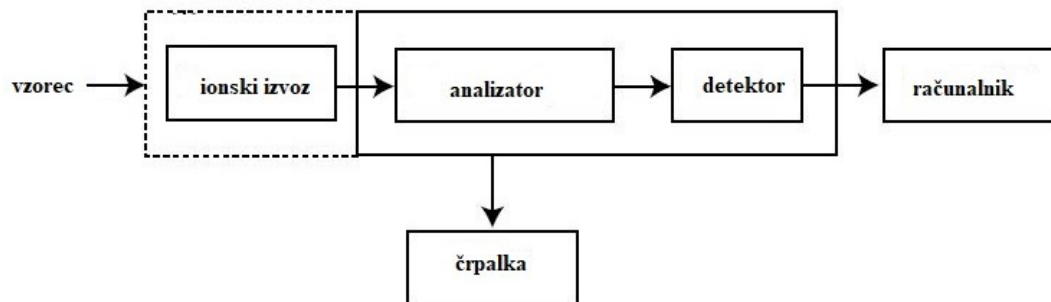 vzorec
ionski izvoz
analizator
detektor
računalnik
črpalka